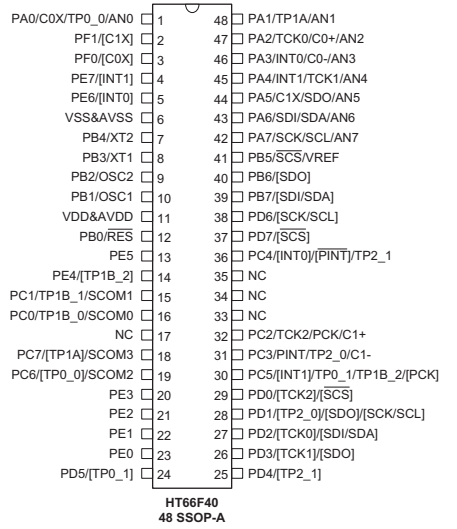 PA0/C0X/TP0_0/AN0 1 48 PA1/TP1A/AN1
PF1/[C1X] 2 47 PA2/TCK0/C0+/AN2
PF0/[C0X] 3 46 PA3/INT0/C0-/AN3
PE7/[INT1] 4 45 PA4/INT1/TCK1/AN4
PE6/[INT0] 5 44 PA5/C1X/SDO/AN5
VSS&AVSS 6 43 PA6/SDI/SDA/AN6
PB4/XT2 7 42 PA7/SCK/SCL/AN7
PB3/XT1 8 41 PB5/SCS/VREF
PB2/OSC2 9 40 PB6/[SDO]
PB1/OSC1 10 39 PB7/[SDI/SDA]
VDD&AVDD 11 38 PD6/[SCK/SCL]
PB0/RES 12 37 PD7/[SCS]
PE5 13 36 PC4/[INT0]/[PINT]/TP2_1
PE4/[TP1B_2] 14 35 NC
PC1/TP1B_1/SCOM1 15 34 NC
PC0/TP1B_0/SCOM0 16 33 NC
NC 17 32 PC2/TCK2/PCK/C1+
PC7/[TP1A]/SCOM3 18 31 PC3/PINT/TP2_0/C1-
PC6/[TP0_0]/SCOM2 19 30 PC5/[INT1]/TP0_1/TP1B_2/[PCK]
PE3 20 29 PD0/[TCK2]/[SCS]
PE2 21 28 PD1/[TP2_0]/[SDO]/[SCK/SCL]
PE1 22 27 PD2/[TCK0]/[SDI/SDA]
PE0 23 26 PD3/[TCK1]/[SDO]
PD5/[TP0_1] 24 25 PD4/[TP2_1]
HT66F40
48 SSOP-A